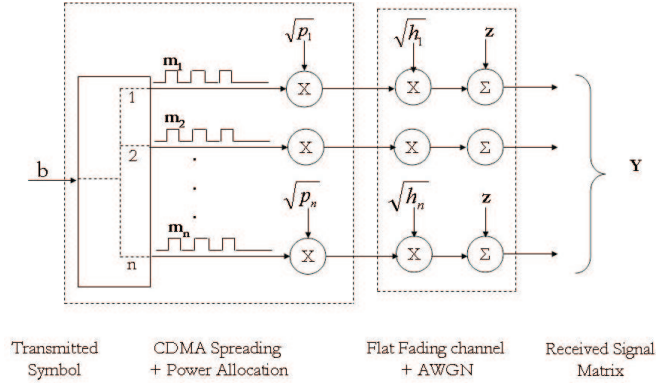 √p₁ √h₁ z
m₁
1 X X Σ
m₂
b 2 X X Σ Y
√pₙ √hₙ z
mₙ
n X X Σ
Transmitted Symbol
CDMA Spreading + Power Allocation
Flat Fading channel + AWGN
Received Signal Matrix